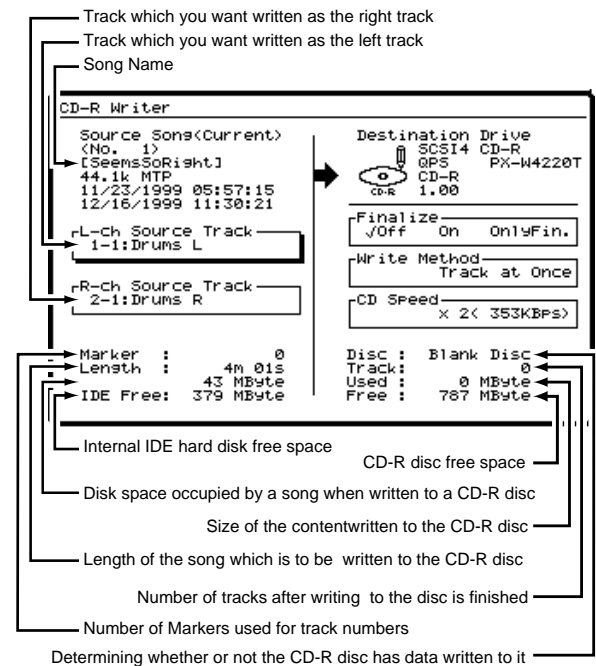 Track which you want written as the right track
Track which you want written as the left track
Song Name
CD-R Writer
Source Song(Current)
(No. 1)
[SeemsSoRight]
44.1k MTP
11/23/1999 05:57:15
12/16/1999 11:30:21
L-ch Source Track
1-1:Drums L
R-ch Source Track
2-1:Drums R
Marker : 0
Length : 4m 01s
43 MByte
IDE Free: 379 MByte
Destination Drive
SCSI4 CD-R
QPS PX-W4220T
CD-R
1.00
CD-R
Finalize
√Off On OnlyFin.
Write Method
Track at Once
CD Speed
x 2( 353KBps)
Disc : Blank Disc
Track: 0
Used : 0 MByte
Free : 787 MByte
Internal IDE hard disk free space
CD-R disc free space
Disk space occupied by a song when written to a CD-R disc
Size of the contentwritten to the CD-R disc
Length of the song which is to be written to the CD-R disc
Number of tracks after writing to the disc is finished
Number of Markers used for track numbers
Determining whether or not the CD-R disc has data written to it